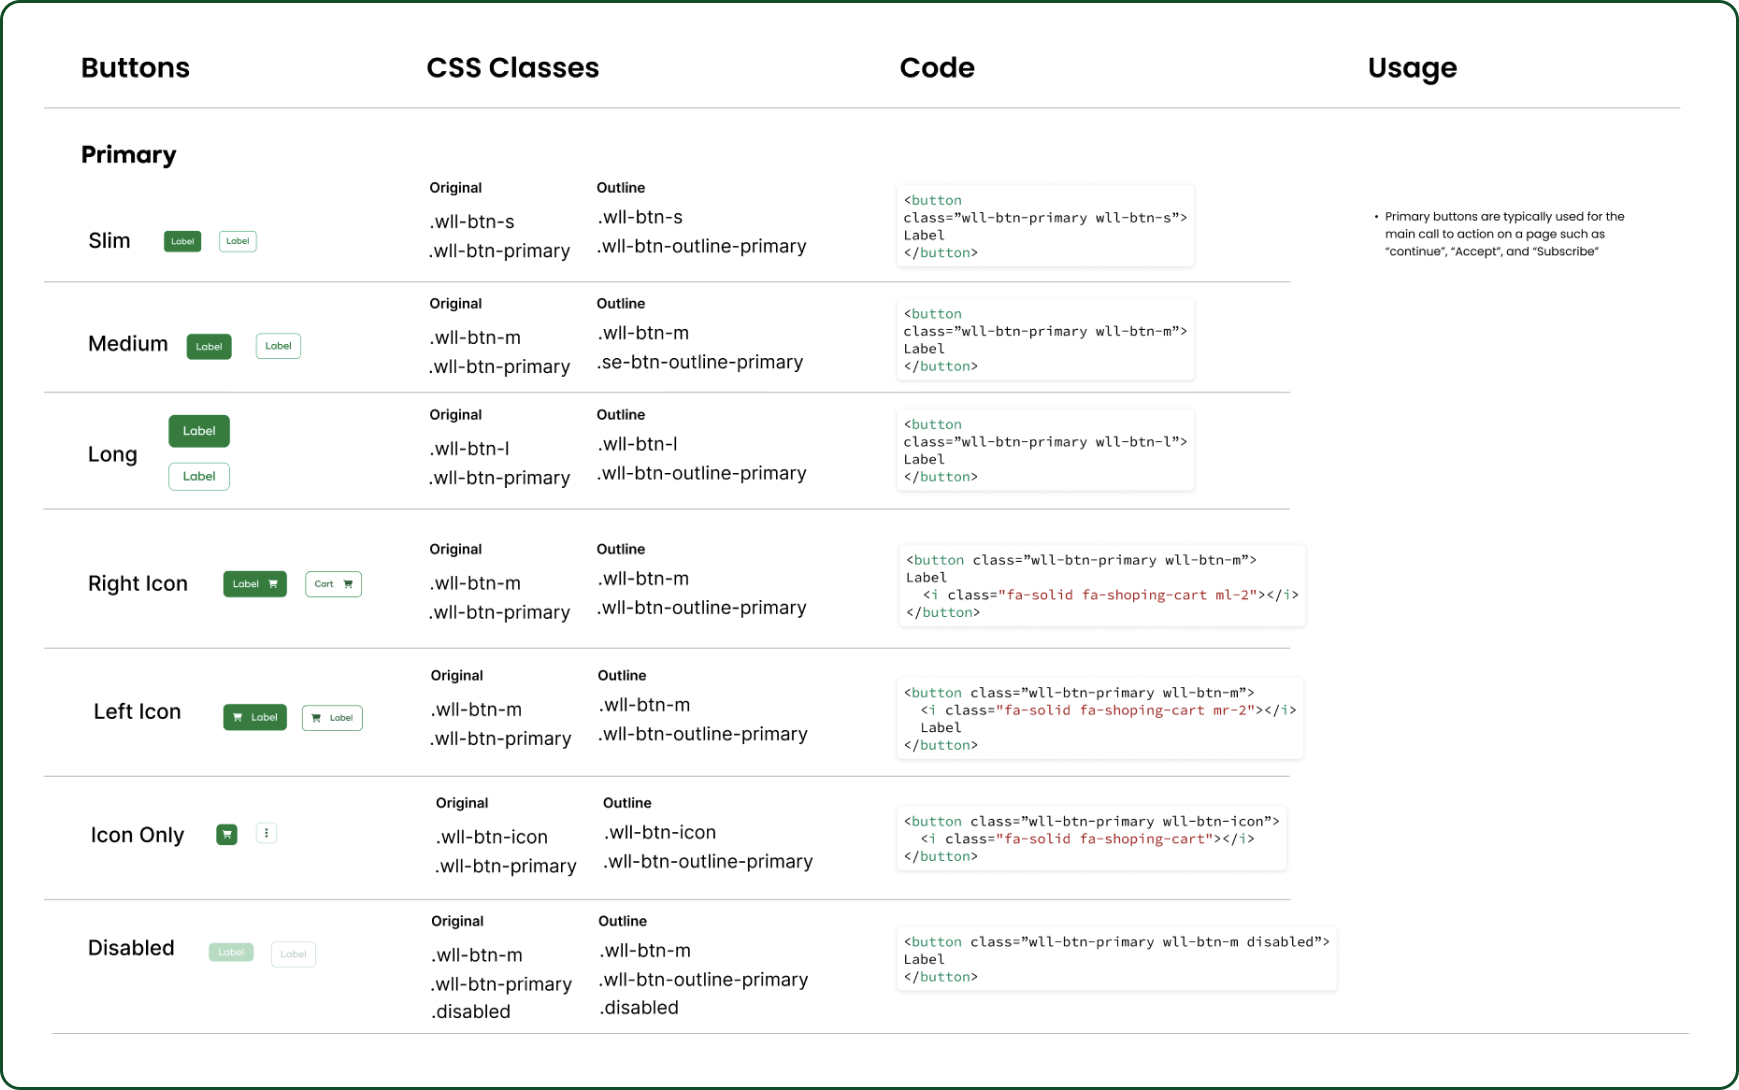 Buttons CSS Classes Code Usage
Primary
Original Outline
Slim Label Label
.wll-btn-s
.wll-btn-primary
.wll-btn-s
.wll-btn-outline-primary
<button
class=”wll-btn-primary wll-btn-s”>
Label
</button>
• Primary buttons are typically used for the
main call to action on a page such as
“continue”, “Accept”, and “Subscribe”
Original Outline
Medium Label Label
.wll-btn-m
.wll-btn-primary
.wll-btn-m
.se-btn-outline-primary
<button
class=”wll-btn-primary wll-btn-m”>
Label
</button>
Original Outline
Long
Label
Label
.wll-btn-l
.wll-btn-primary
.wll-btn-l
.wll-btn-outline-primary
<button
class=”wll-btn-primary wll-btn-l”>
Label
</button>
Original Outline
Right Icon Label Cart
.wll-btn-m
.wll-btn-primary
.wll-btn-m
.wll-btn-outline-primary
<button class=”wll-btn-primary wll-btn-m”>
Label
<i class="fa-solid fa-shoping-cart ml-2"></i>
</button>
Original Outline
Left Icon Label Label
.wll-btn-m
.wll-btn-primary
.wll-btn-m
.wll-btn-outline-primary
<button class=”wll-btn-primary wll-btn-m”>
<i class="fa-solid fa-shoping-cart mr-2"></i>
Label
</button>
Original Outline
Icon Only
.wll-btn-icon
.wll-btn-primary
.wll-btn-icon
.wll-btn-outline-primary
<button class=”wll-btn-primary wll-btn-icon”>
<i class="fa-solid fa-shoping-cart"></i>
</button>
Original Outline
Disabled Label Label
.wll-btn-m
.wll-btn-primary
.disabled
.wll-btn-m
.wll-btn-outline-primary
.disabled
<button class=”wll-btn-primary wll-btn-m disabled”>
Label
</button>